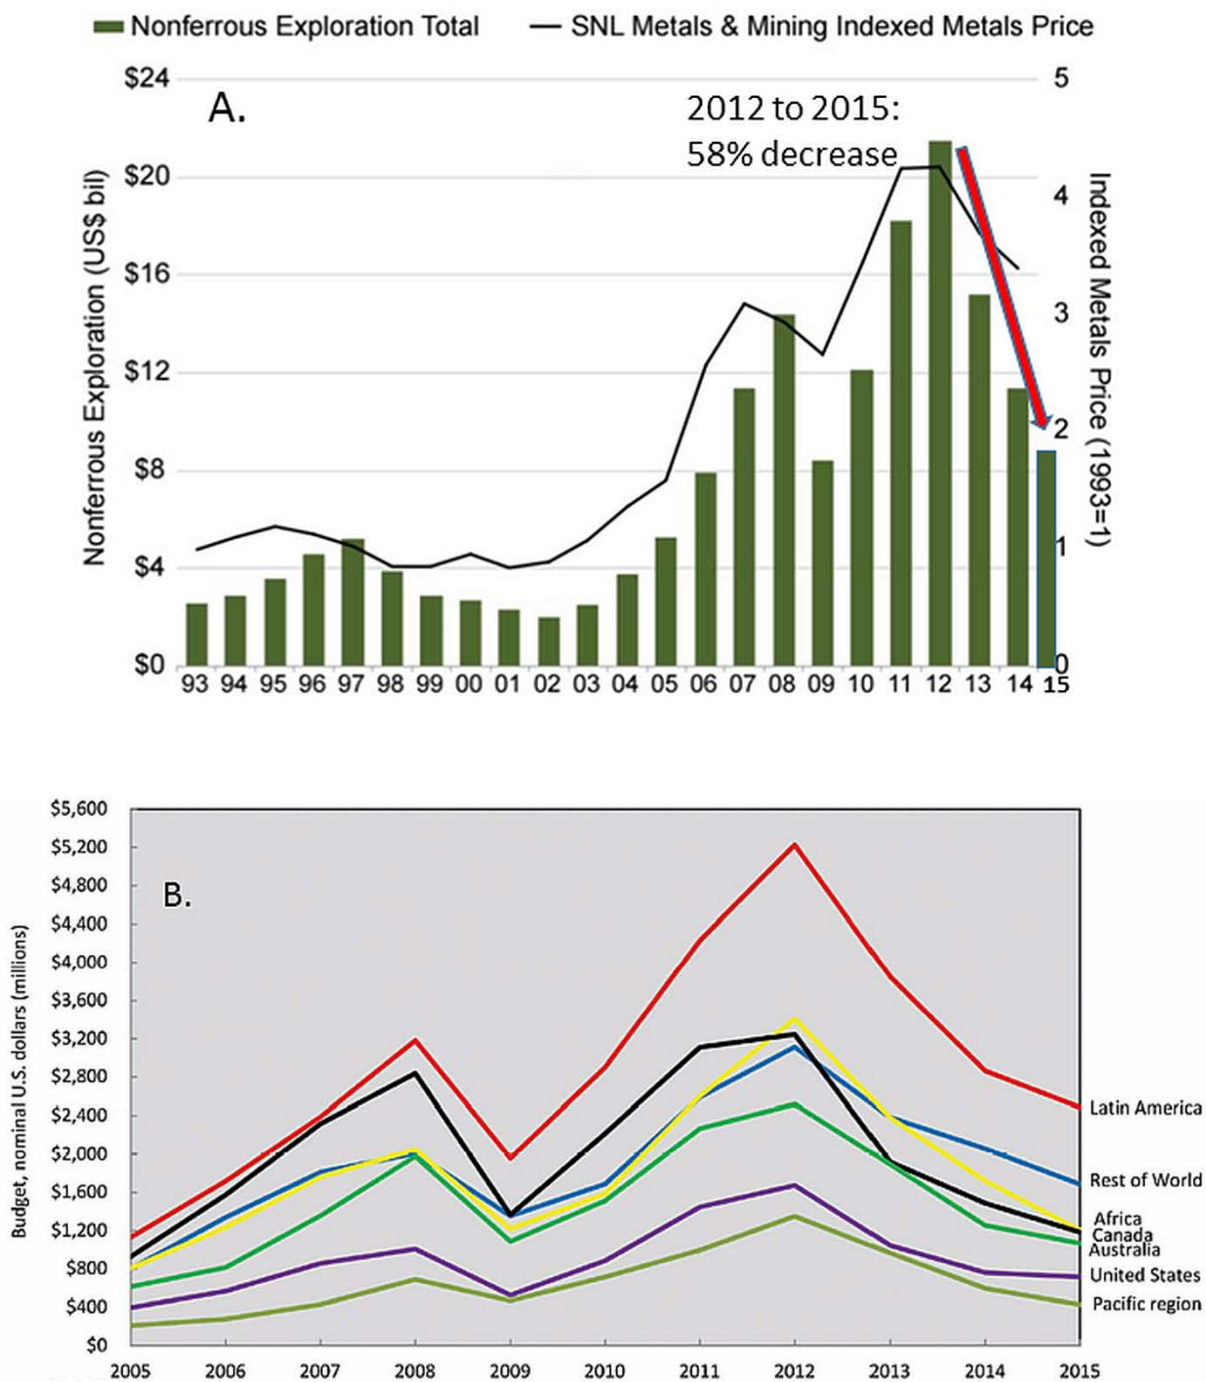 Nonferrous Exploration Total — SNL Metals & Mining Indexed Metals Price
A.
2012 to 2015:
58% decrease
Nonferrous Exploration (US$ bil)
$24
$20
$16
$12
$8
$4
$0
5
4
3
2
1
0
Indexed Metals Price (1993=1)
93 94 95 96 97 98 99 00 01 02 03 04 05 06 07 08 09 10 11 12 13 14 15
B.
Budget, nominal U.S. dollars (millions)
$5,600
$5,200
$4,800
$4,400
$4,000
$3,600
$3,200
$2,800
$2,400
$2,000
$1,600
$1,200
$800
$400
$0
Latin America
Rest of World
Africa
Canada
Australia
United States
Pacific region
2005 2006 2007 2008 2009 2010 2011 2012 2013 2014 2015